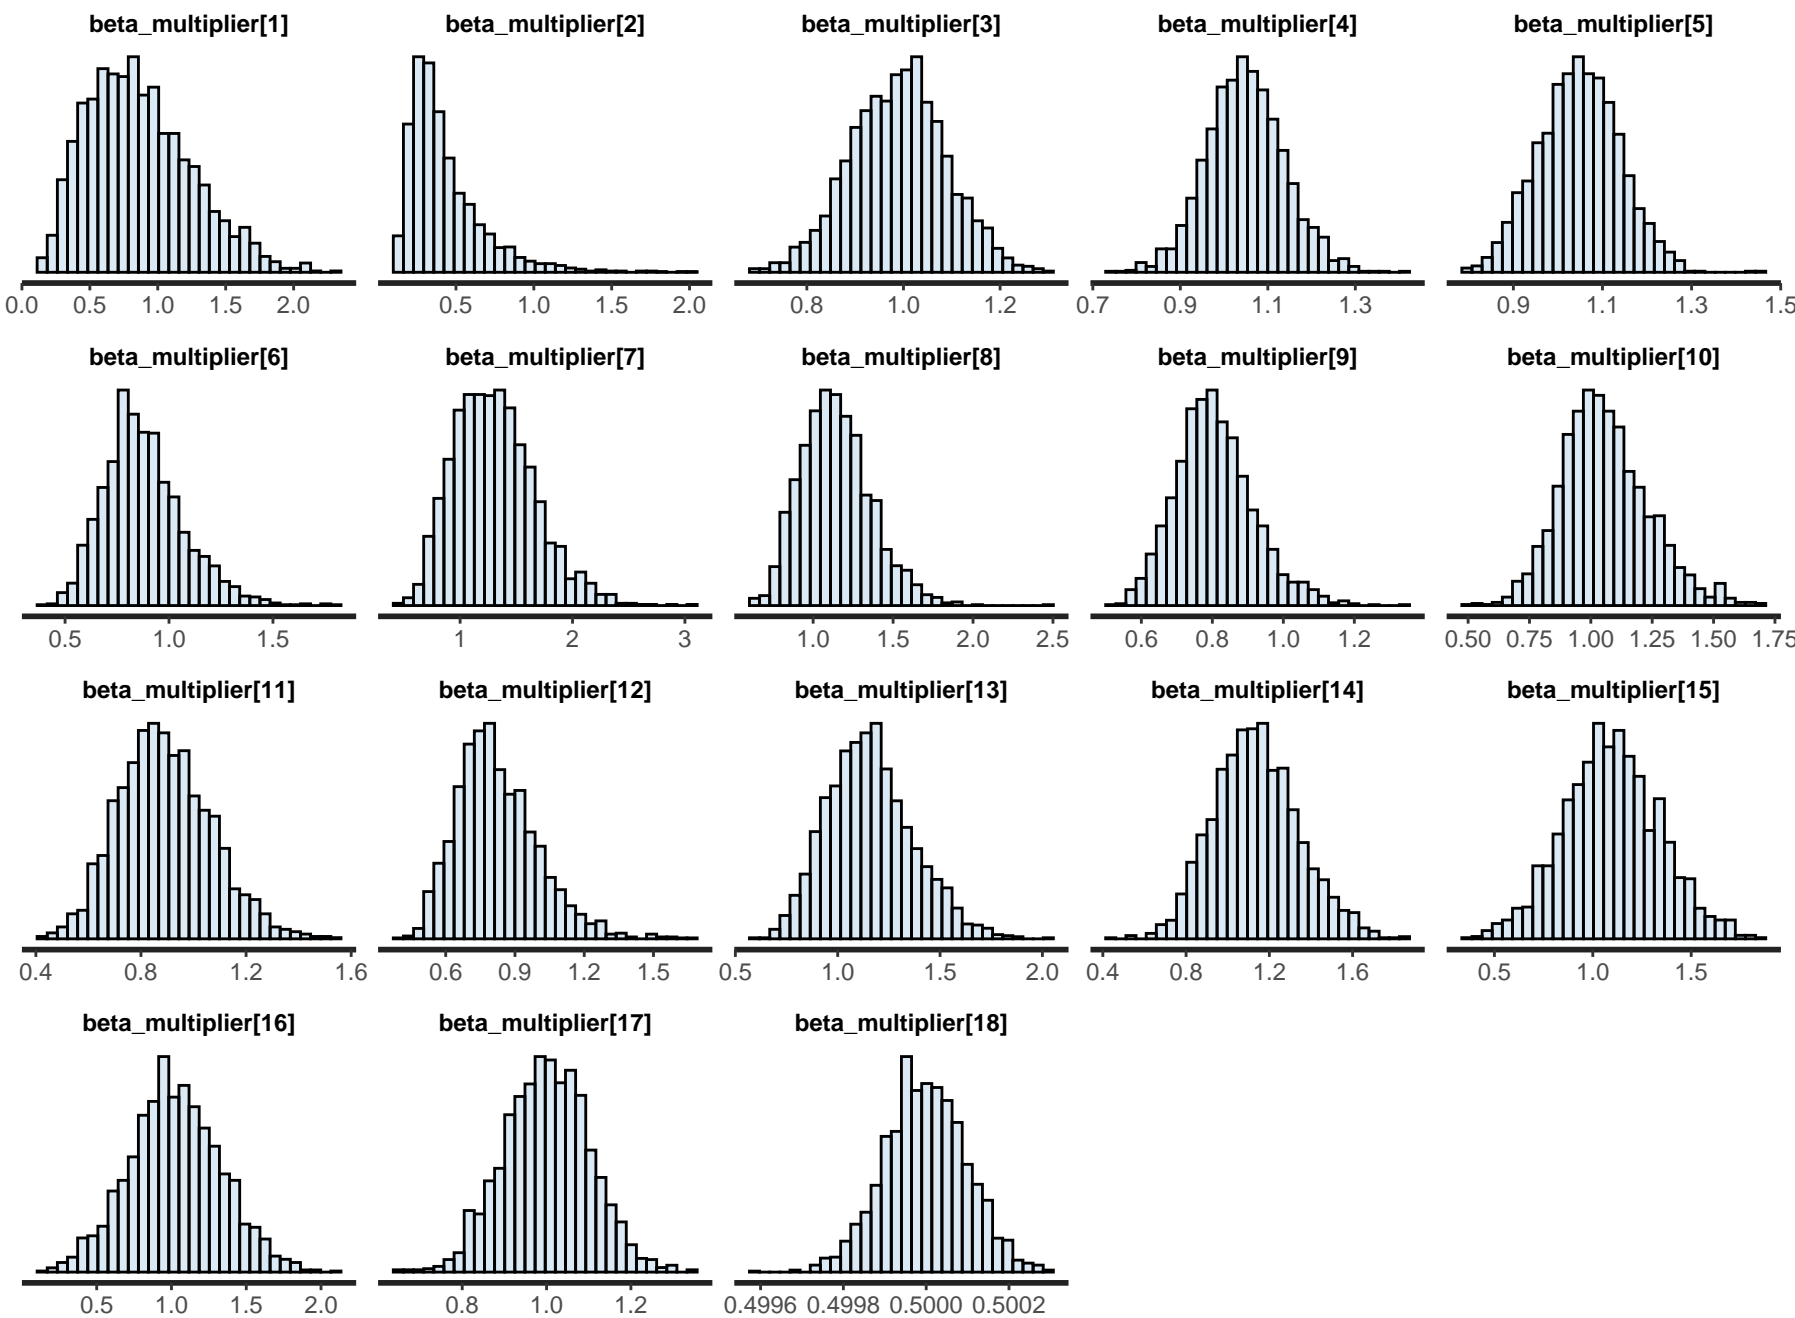 beta_multiplier[1] beta_multiplier[2] beta_multiplier[3] beta_multiplier[4] beta_multiplier[5]
0.0 0.5 1.0 1.5 2.0 0.5 1.0 1.5 2.0 0.8 1.0 1.2 0.7 0.9 1.1 1.3 0.9 1.1 1.3 1.5
beta_multiplier[6] beta_multiplier[7] beta_multiplier[8] beta_multiplier[9] beta_multiplier[10]
0.5 1.0 1.5 1 2 3 1.0 1.5 2.0 2.5 0.6 0.8 1.0 1.2 0.50 0.75 1.00 1.25 1.50 1.75
beta_multiplier[11] beta_multiplier[12] beta_multiplier[13] beta_multiplier[14] beta_multiplier[15]
0.4 0.8 1.2 1.6 0.6 0.9 1.2 1.5 0.5 1.0 1.5 2.0 0.4 0.8 1.2 1.6 0.5 1.0 1.5
beta_multiplier[16] beta_multiplier[17] beta_multiplier[18]
0.5 1.0 1.5 2.0 0.8 1.0 1.2 0.4996 0.4998 0.5000 0.5002